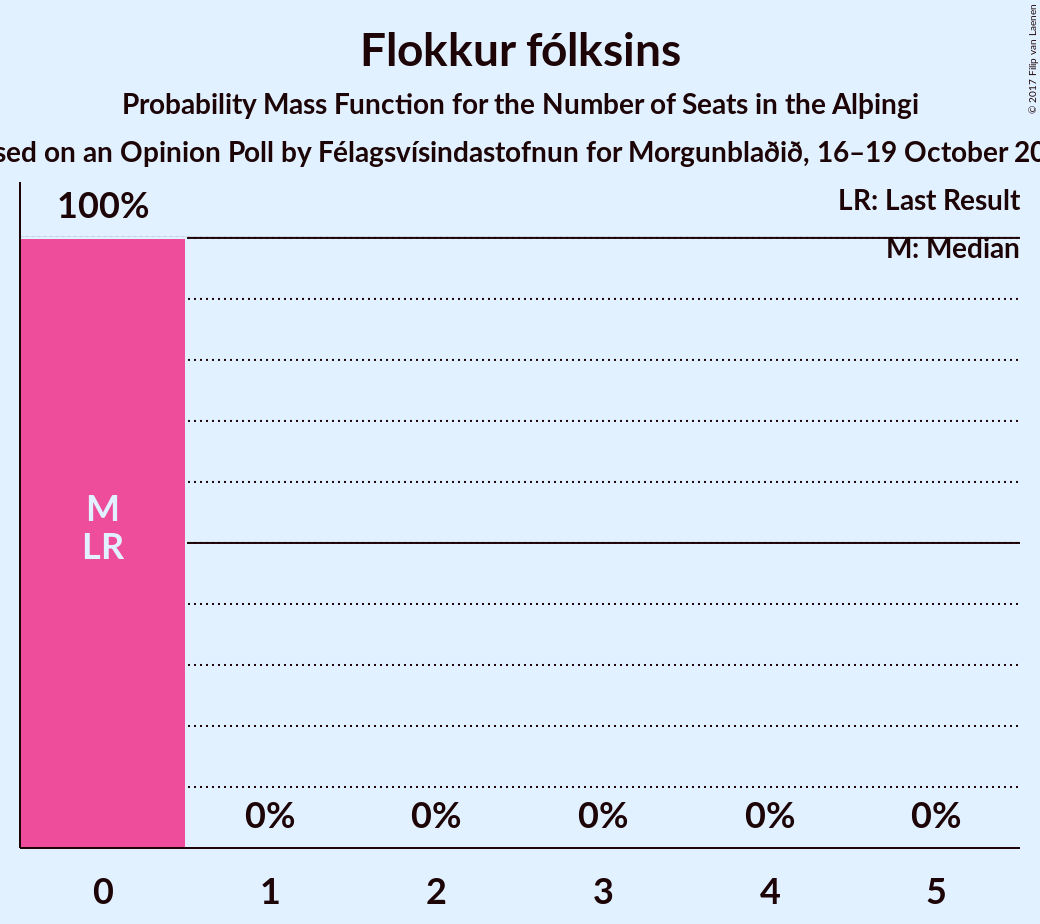 Flokkur fólksins
Probability Mass Function for the Number of Seats in the Alþingi
sed on an Opinion Poll by Félagsvísindastofnun for Morgunblaðið, 16–19 October 20
© 2017 Filip van Laenen
LR: Last Result
M: Median
100%
M
LR
0% 0% 0% 0% 0%
0 1 2 3 4 5